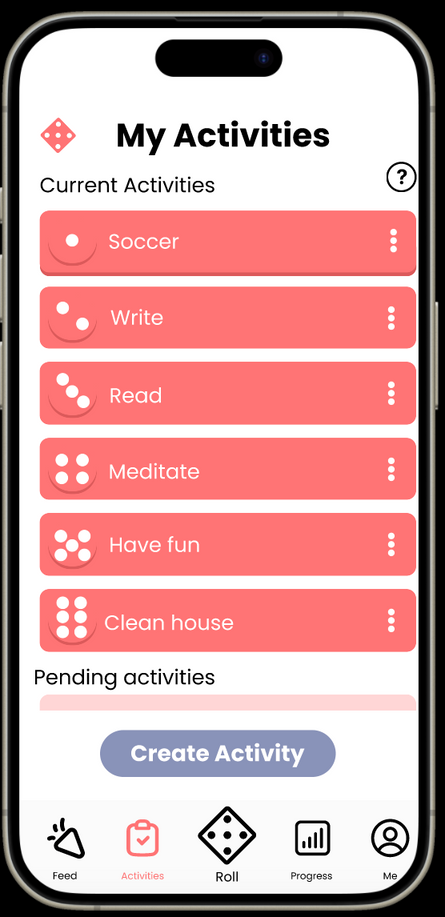 My Activities
Current Activities
?
Soccer
Write
Read
Meditate
Have fun
Clean house
Pending activities
Create Activity
Feed
Activities
Roll
Progress
Me